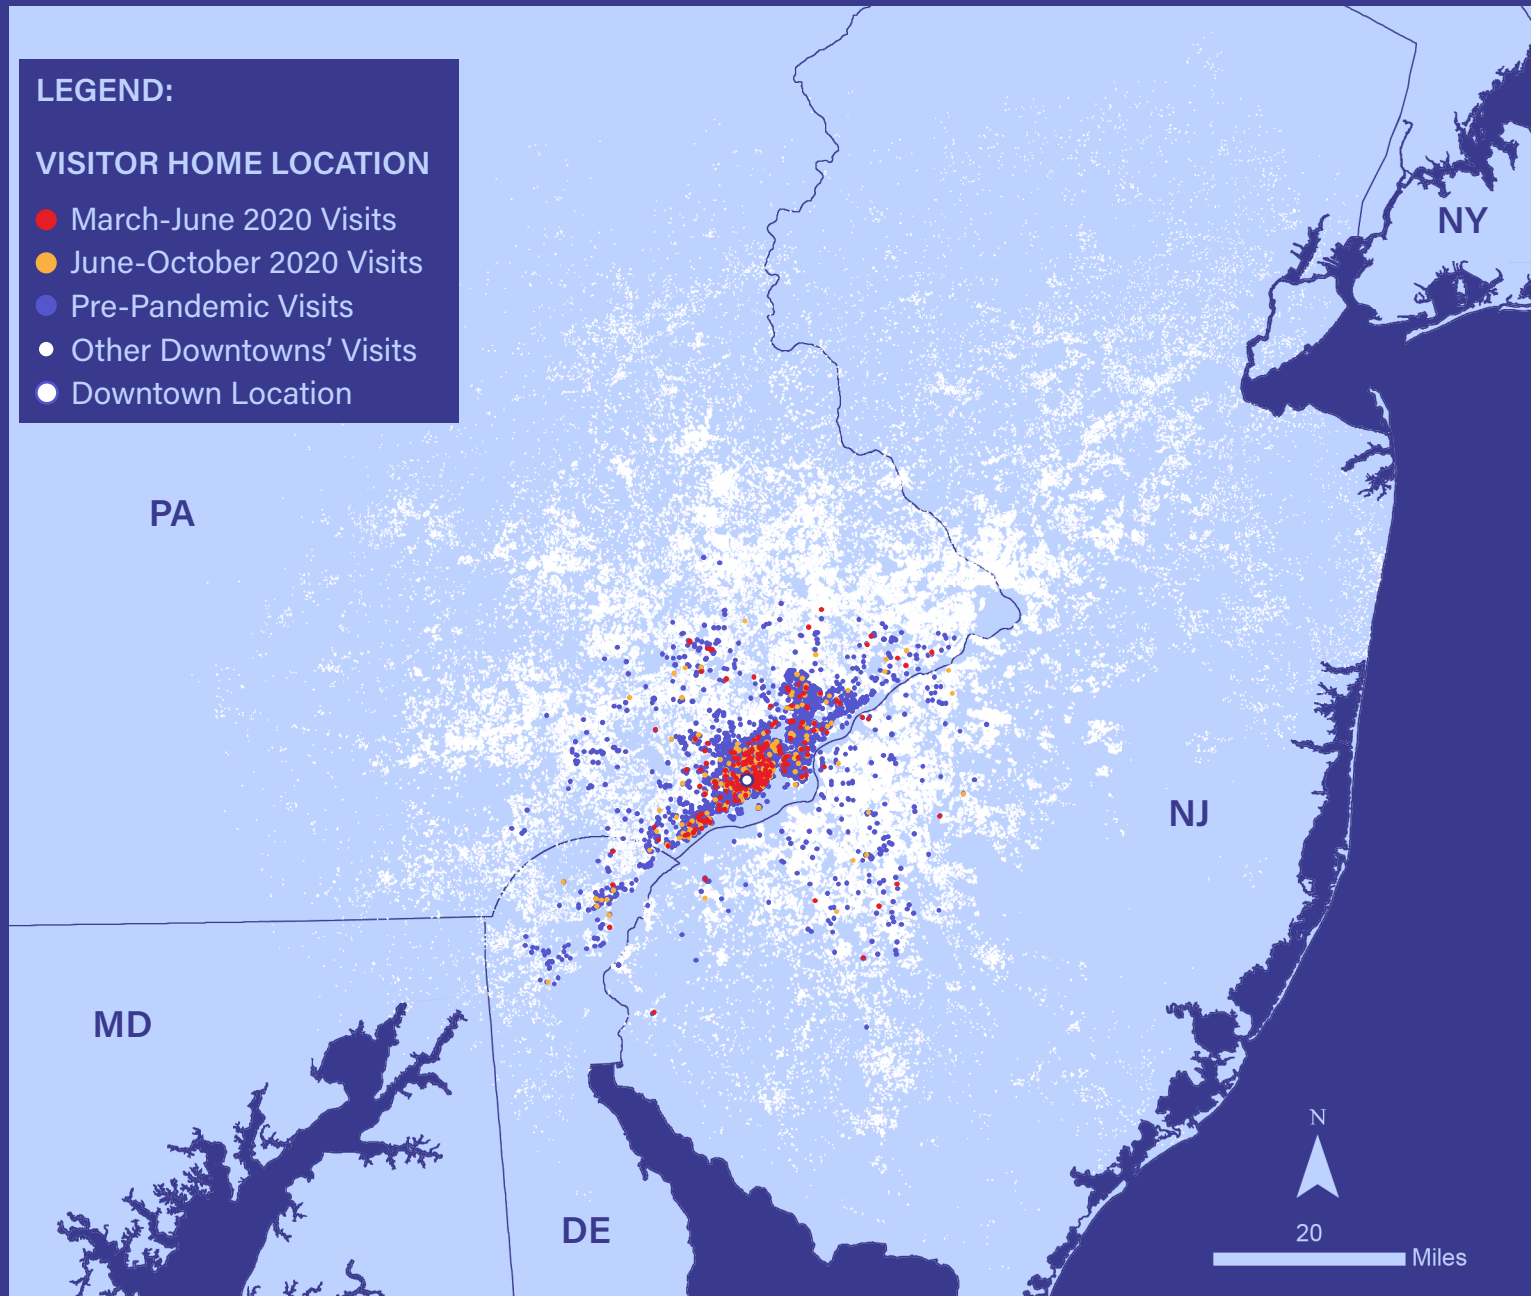 LEGEND:
VISITOR HOME LOCATION
March-June 2020 Visits
June-October 2020 Visits
Pre-Pandemic Visits
Other Downtowns’ Visits
Downtown Location
NY
PA
NJ
MD
N
DE
20
Miles